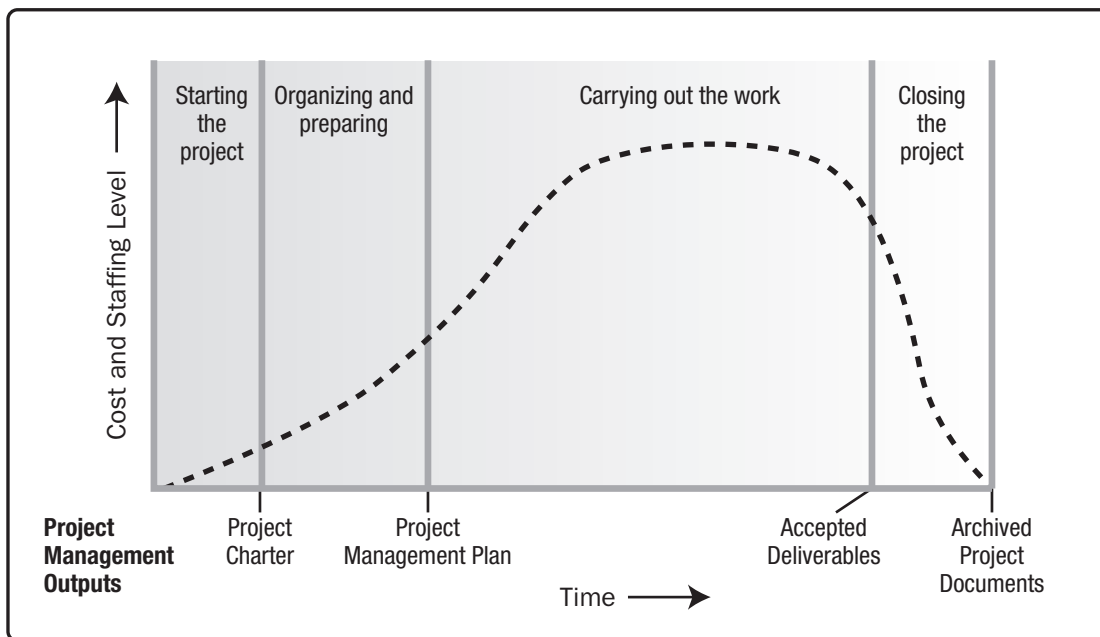 Starting
the
project
Organizing and
preparing
Carrying out the work
Closing
the
project
Cost and Staffing Level
Project
Management
Outputs
Project
Charter
Project
Management Plan
Accepted
Deliverables
Archived
Project
Documents
Time